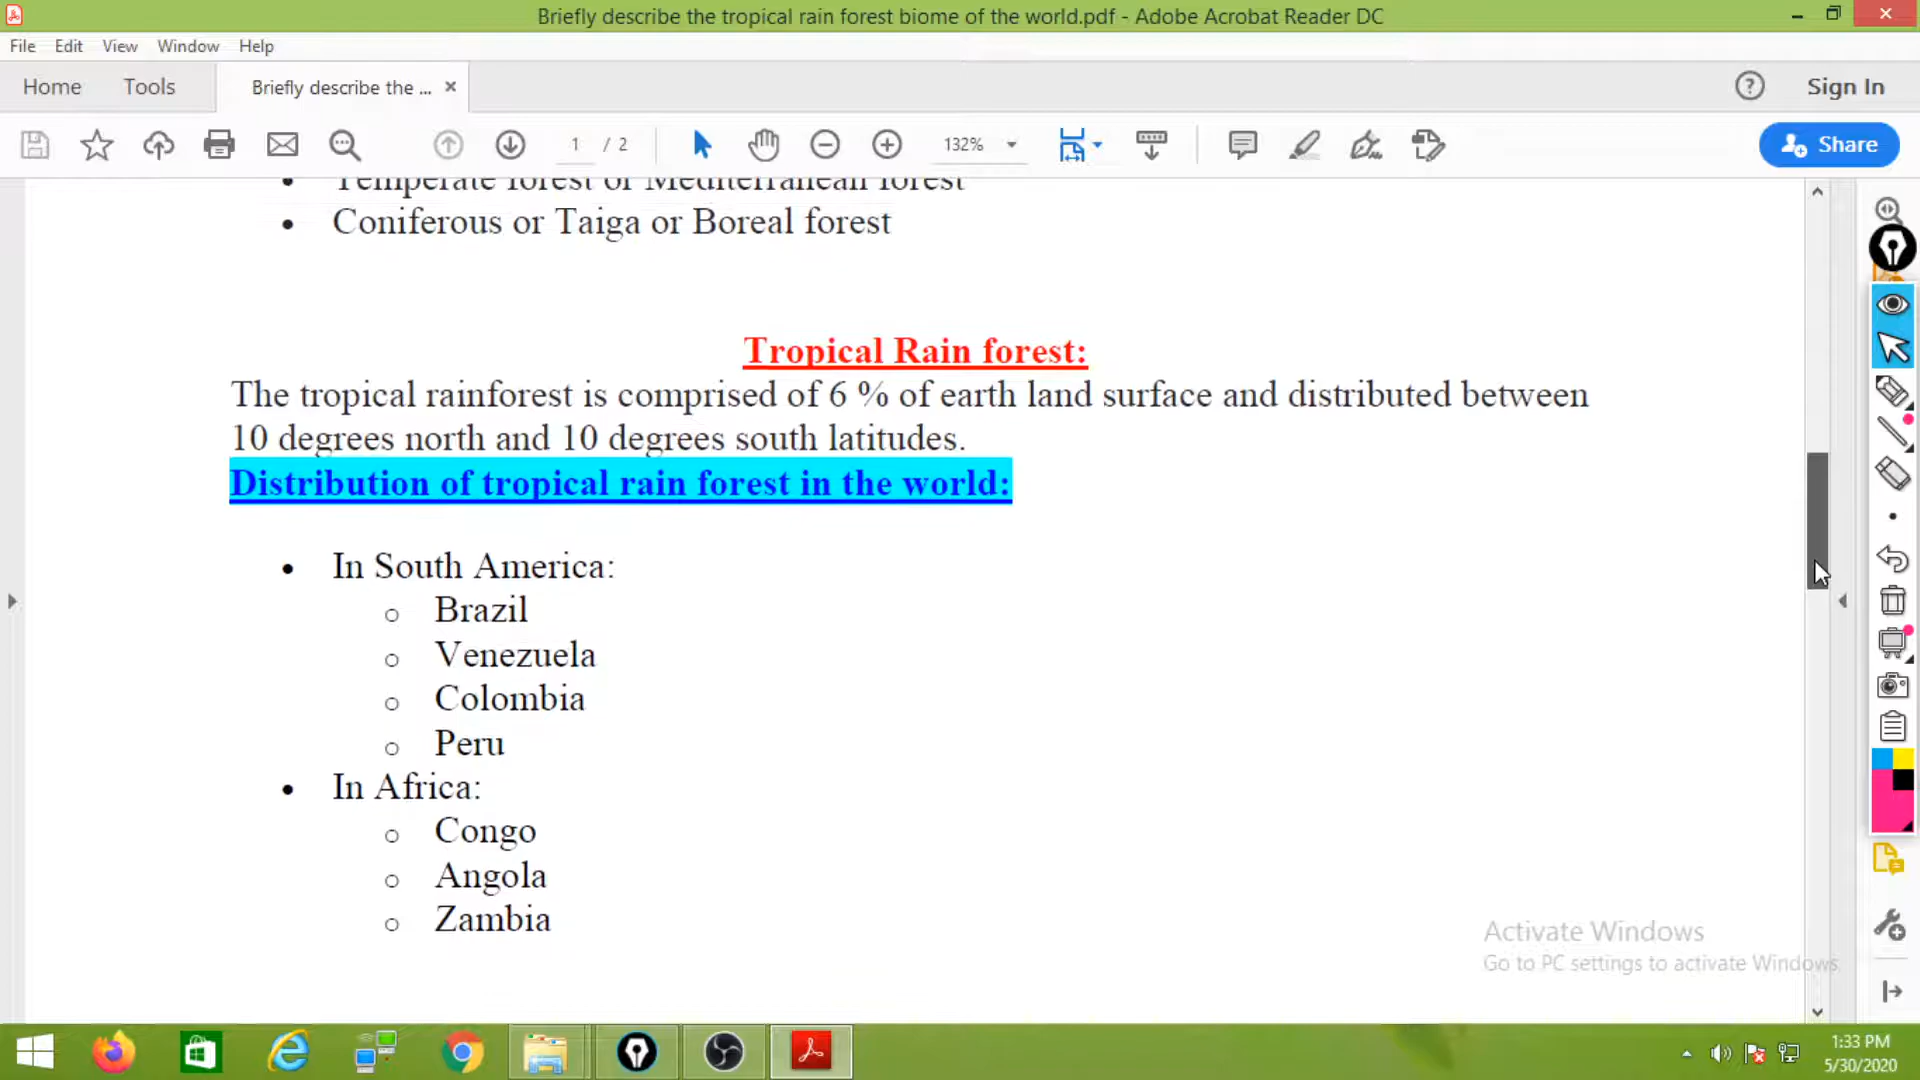 Briefly describe the tropical rain forest biome of the world.pdf - Adobe Acrobat Reader DC
File Edit View Window Help
Home Tools Briefly describe the ... × ? Sign In
1 / 2 132% Share
• Temperate forest or Mediterranean forest
• Coniferous or Taiga or Boreal forest
Tropical Rain forest:
The tropical rainforest is comprised of 6 % of earth land surface and distributed between
10 degrees north and 10 degrees south latitudes.
Distribution of tropical rain forest in the world:
• In South America:
o Brazil
o Venezuela
o Colombia
o Peru
• In Africa:
o Congo
o Angola
o Zambia
Activate Windows
Go to PC settings to activate Windows.
1:33 PM
5/30/2020